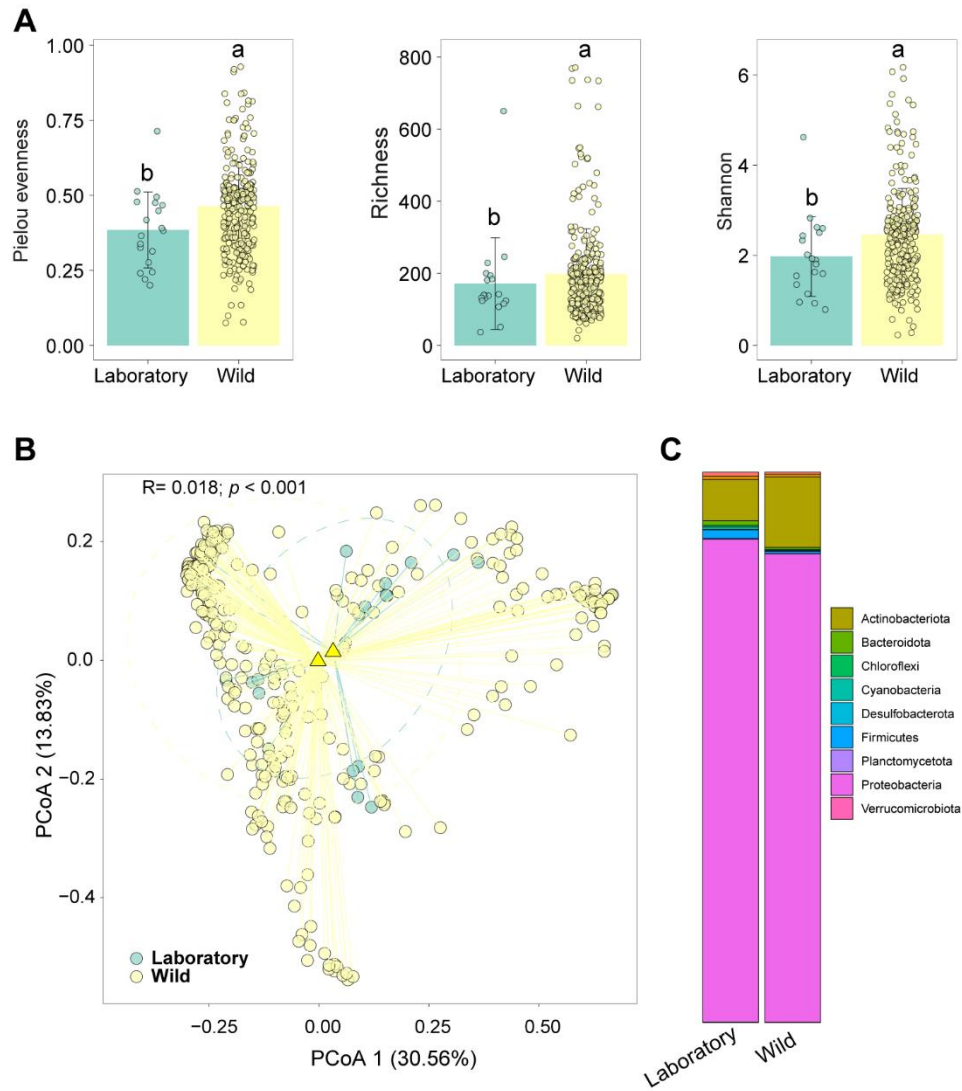 A
Pielou evenness
1.00
0.75
0.50
0.25
0.00
b
a
Laboratory
Wild
Richness
800
600
400
200
0
b
a
Laboratory
Wild
Shannon
6
4
2
0
b
a
Laboratory
Wild
B
R= 0.018; p < 0.001
PCoA 2 (13.83%)
0.2
0.0
−0.2
−0.4
Laboratory
Wild
−0.25
0.00
0.25
0.50
PCoA 1 (30.56%)
C
Actinobacteriota
Bacteroidota
Chloroflexi
Cyanobacteria
Desulfobacterota
Firmicutes
Planctomycetota
Proteobacteria
Verrucomicrobiota
Laboratory
Wild